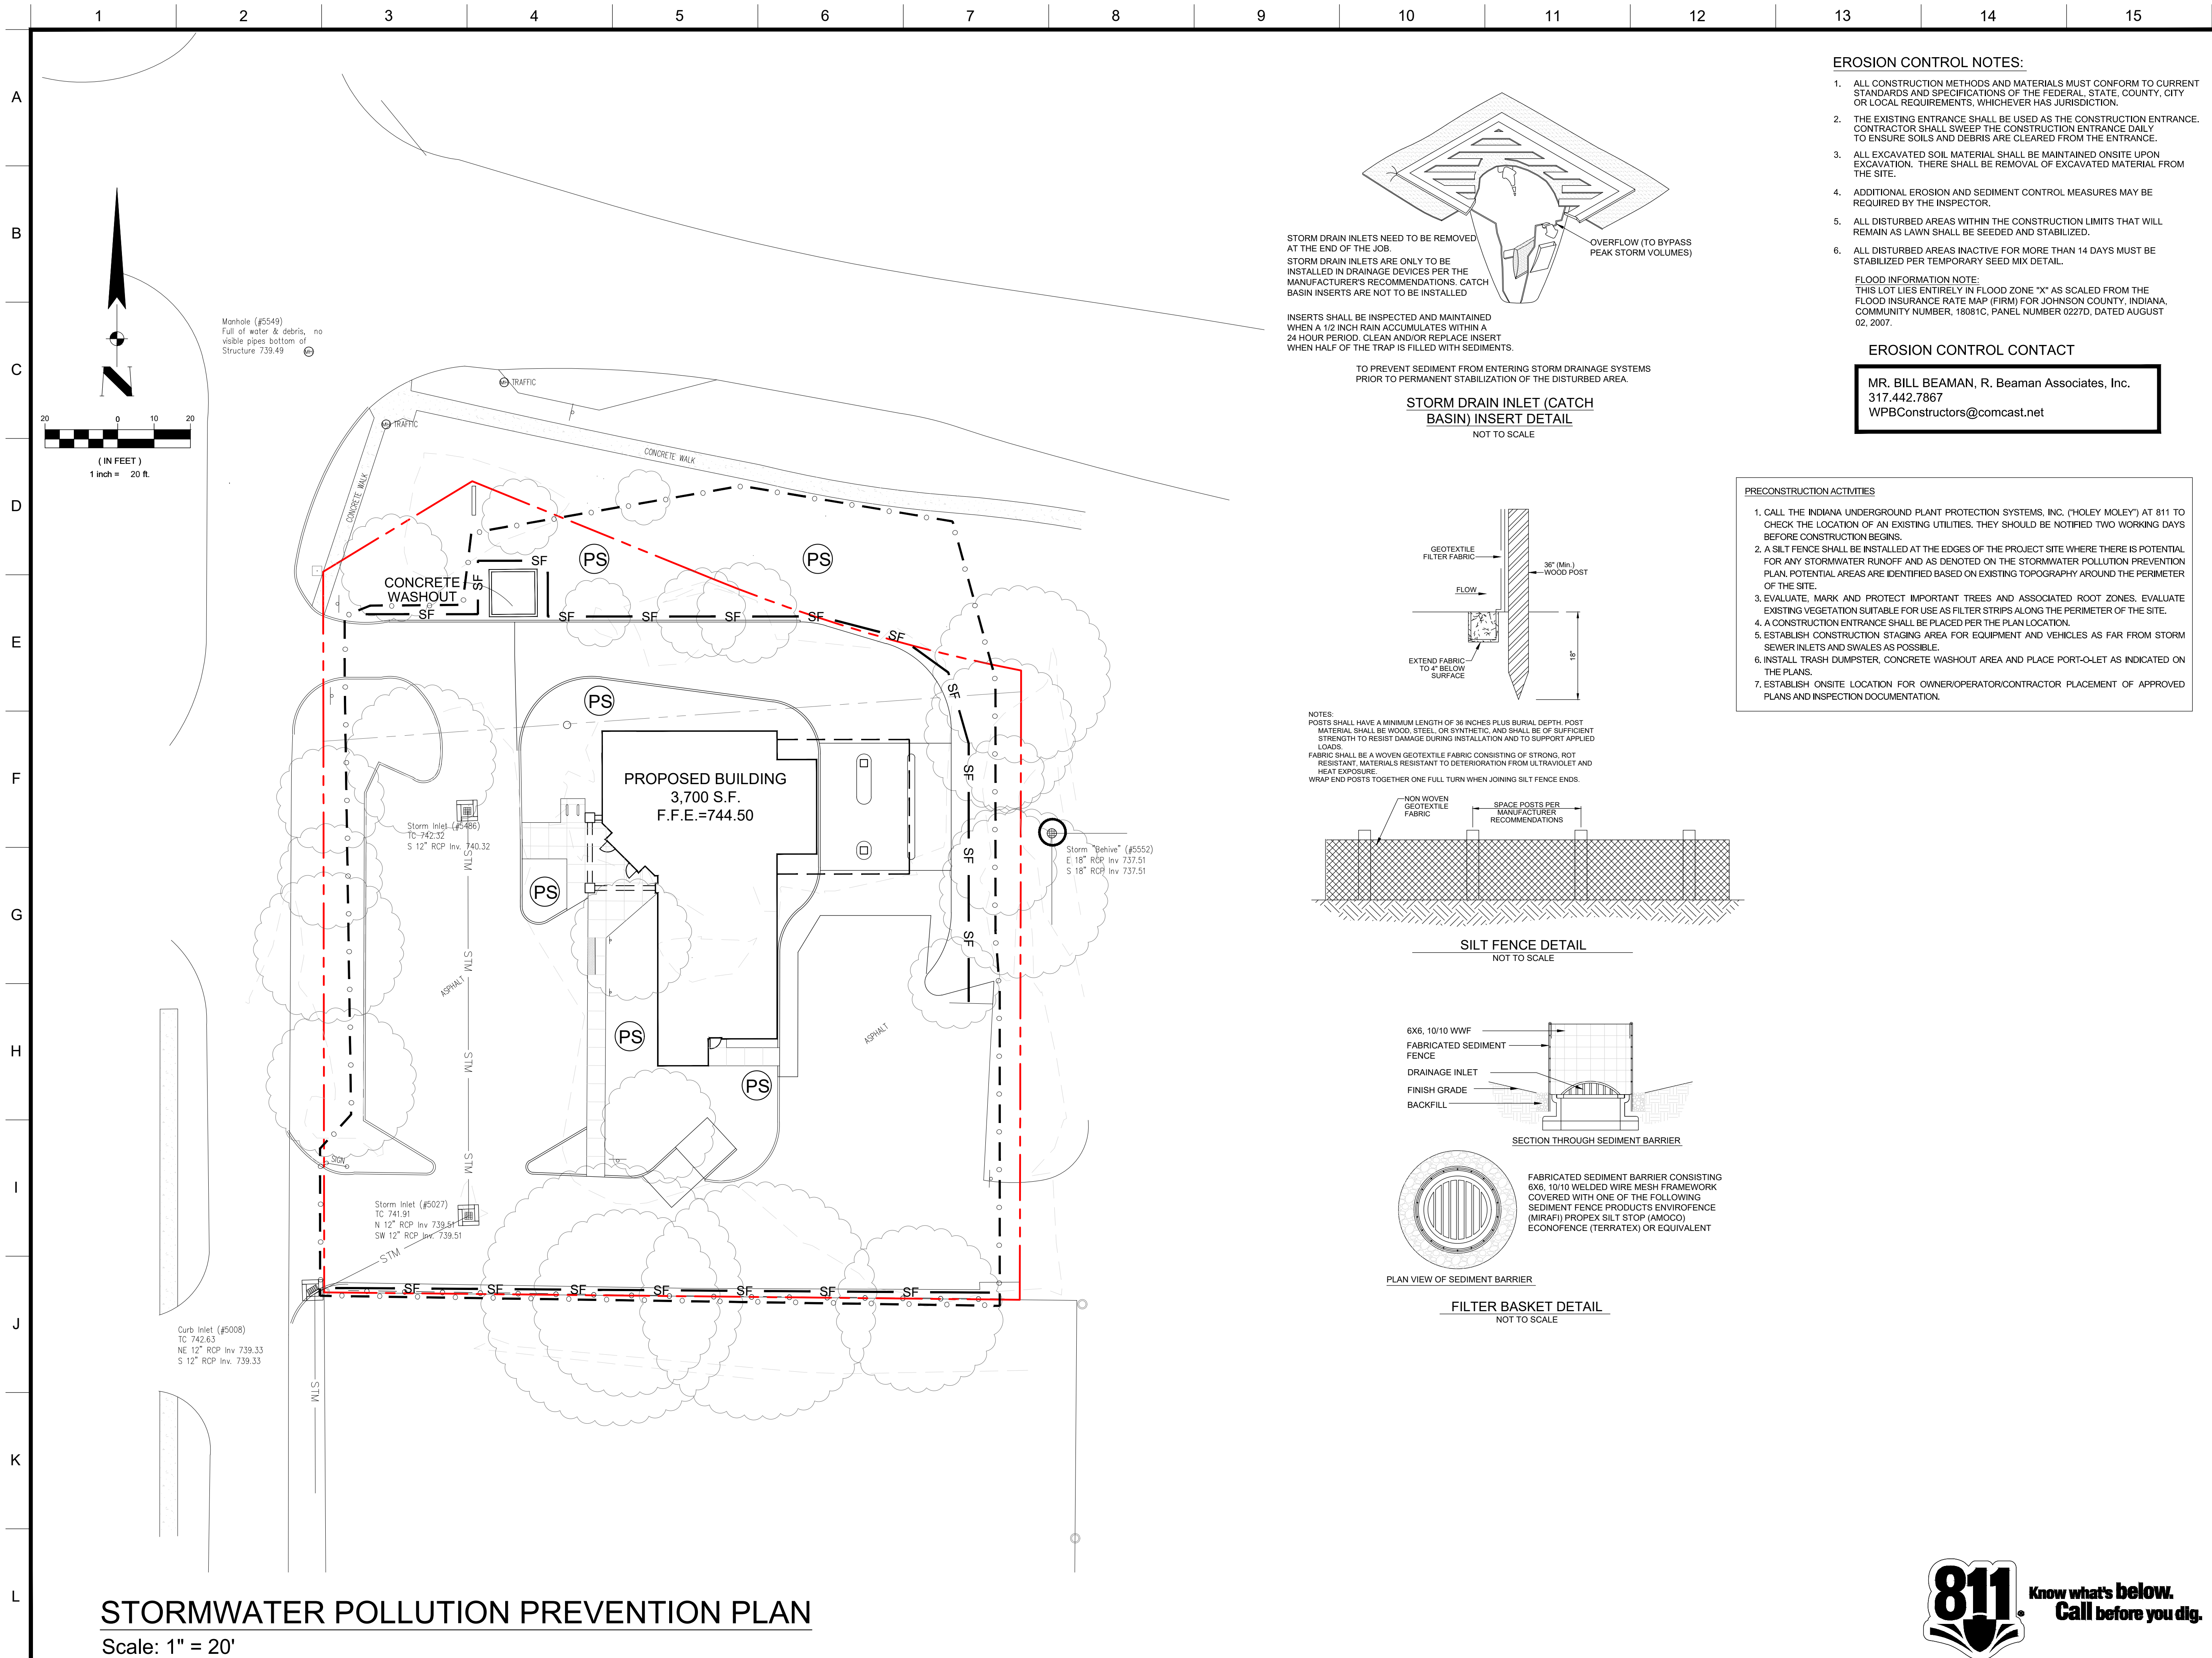 1 2 3 4 5 6 7 8 9 10 11 12 13 14 15
A
B
C
D
E
F
G
H
I
J
K
L
N
20 0 10 20
( IN FEET )
1 inch = 20 ft.
Manhole (#5549)
Full of water & debris, no
visible pipes bottom of
Structure 739.49
MH
MH TRAFFIC
MH TRAFFIC
CONCRETE WALK
CONCRETE WALK
CONCRETE
WASHOUT
SF
SF
SF
SF
SF
SF
SF
SF
SF
SF
SF
SF
PS
PS
PS
PROPOSED BUILDING
3,700 S.F.
F.F.E.=744.50
Storm Inlet (#5486)
TC 742.32
S 12" RCP Inv. 740.32
STM
STM
STM
STM
PS
PS
PS
ASPHALT
ASPHALT
Storm "Behive" (#5552)
E 18" RCP Inv 737.51
S 18" RCP Inv 737.51
SIGN
Storm Inlet (#5027)
TC 741.91
N 12" RCP Inv 739.51
SW 12" RCP Inv. 739.51
STM
SF SF SF SF SF SF SF
Curb Inlet (#5008)
TC 742.63
NE 12" RCP Inv 739.33
S 12" RCP Inv. 739.33
STM
STORMWATER POLLUTION PREVENTION PLAN
Scale: 1" = 20'
STORM DRAIN INLETS NEED TO BE REMOVED
AT THE END OF THE JOB.
STORM DRAIN INLETS ARE ONLY TO BE
INSTALLED IN DRAINAGE DEVICES PER THE
MANUFACTURER'S RECOMMENDATIONS. CATCH
BASIN INSERTS ARE NOT TO BE INSTALLED
OVERFLOW (TO BYPASS
PEAK STORM VOLUMES)
INSERTS SHALL BE INSPECTED AND MAINTAINED
WHEN A 1/2 INCH RAIN ACCUMULATES WITHIN A
24 HOUR PERIOD. CLEAN AND/OR REPLACE INSERT
WHEN HALF OF THE TRAP IS FILLED WITH SEDIMENTS.
TO PREVENT SEDIMENT FROM ENTERING STORM DRAINAGE SYSTEMS
PRIOR TO PERMANENT STABILIZATION OF THE DISTURBED AREA.
STORM DRAIN INLET (CATCH
BASIN) INSERT DETAIL
NOT TO SCALE
GEOTEXTILE
FILTER FABRIC
36" (Min.)
WOOD POST
FLOW
EXTEND FABRIC
TO 4" BELOW
SURFACE
18"
NOTES:
POSTS SHALL HAVE A MINIMUM LENGTH OF 36 INCHES PLUS BURIAL DEPTH. POST
MATERIAL SHALL BE WOOD, STEEL, OR SYNTHETIC, AND SHALL BE OF SUFFICIENT
STRENGTH TO RESIST DAMAGE DURING INSTALLATION AND TO SUPPORT APPLIED
LOADS.
FABRIC SHALL BE A WOVEN GEOTEXTILE FABRIC CONSISTING OF STRONG, ROT
RESISTANT, MATERIALS RESISTANT TO DETERIORATION FROM ULTRAVIOLET AND
HEAT EXPOSURE.
WRAP END POSTS TOGETHER ONE FULL TURN WHEN JOINING SILT FENCE ENDS.
NON WOVEN
GEOTEXTILE
FABRIC
SPACE POSTS PER
MANUFACTURER
RECOMMENDATIONS
SILT FENCE DETAIL
NOT TO SCALE
6X6, 10/10 WWF
FABRICATED SEDIMENT
FENCE
DRAINAGE INLET
FINISH GRADE
BACKFILL
SECTION THROUGH SEDIMENT BARRIER
FABRICATED SEDIMENT BARRIER CONSISTING
6X6, 10/10 WELDED WIRE MESH FRAMEWORK
COVERED WITH ONE OF THE FOLLOWING
SEDIMENT FENCE PRODUCTS ENVIROFENCE
(MIRAFI) PROPEX SILT STOP (AMOCO)
ECONOFENCE (TERRATEX) OR EQUIVALENT
PLAN VIEW OF SEDIMENT BARRIER
FILTER BASKET DETAIL
NOT TO SCALE
EROSION CONTROL NOTES:
1. ALL CONSTRUCTION METHODS AND MATERIALS MUST CONFORM TO CURRENT
STANDARDS AND SPECIFICATIONS OF THE FEDERAL, STATE, COUNTY, CITY
OR LOCAL REQUIREMENTS, WHICHEVER HAS JURISDICTION.
2. THE EXISTING ENTRANCE SHALL BE USED AS THE CONSTRUCTION ENTRANCE.
CONTRACTOR SHALL SWEEP THE CONSTRUCTION ENTRANCE DAILY
TO ENSURE SOILS AND DEBRIS ARE CLEARED FROM THE ENTRANCE.
3. ALL EXCAVATED SOIL MATERIAL SHALL BE MAINTAINED ONSITE UPON
EXCAVATION. THERE SHALL BE REMOVAL OF EXCAVATED MATERIAL FROM
THE SITE.
4. ADDITIONAL EROSION AND SEDIMENT CONTROL MEASURES MAY BE
REQUIRED BY THE INSPECTOR.
5. ALL DISTURBED AREAS WITHIN THE CONSTRUCTION LIMITS THAT WILL
REMAIN AS LAWN SHALL BE SEEDED AND STABILIZED.
6. ALL DISTURBED AREAS INACTIVE FOR MORE THAN 14 DAYS MUST BE
STABILIZED PER TEMPORARY SEED MIX DETAIL.
FLOOD INFORMATION NOTE:
THIS LOT LIES ENTIRELY IN FLOOD ZONE "X" AS SCALED FROM THE
FLOOD INSURANCE RATE MAP (FIRM) FOR JOHNSON COUNTY, INDIANA,
COMMUNITY NUMBER, 18081C, PANEL NUMBER 0227D, DATED AUGUST
02, 2007.
EROSION CONTROL CONTACT
MR. BILL BEAMAN, R. Beaman Associates, Inc.
317.442.7867
WPBConstructors@comcast.net
PRECONSTRUCTION ACTIVITIES
1. CALL THE INDIANA UNDERGROUND PLANT PROTECTION SYSTEMS, INC. ("HOLEY MOLEY") AT 811 TO
CHECK THE LOCATION OF AN EXISTING UTILITIES. THEY SHOULD BE NOTIFIED TWO WORKING DAYS
BEFORE CONSTRUCTION BEGINS.
2. A SILT FENCE SHALL BE INSTALLED AT THE EDGES OF THE PROJECT SITE WHERE THERE IS POTENTIAL
FOR ANY STORMWATER RUNOFF AND AS DENOTED ON THE STORMWATER POLLUTION PREVENTION
PLAN. POTENTIAL AREAS ARE IDENTIFIED BASED ON EXISTING TOPOGRAPHY AROUND THE PERIMETER
OF THE SITE.
3. EVALUATE, MARK AND PROTECT IMPORTANT TREES AND ASSOCIATED ROOT ZONES. EVALUATE
EXISTING VEGETATION SUITABLE FOR USE AS FILTER STRIPS ALONG THE PERIMETER OF THE SITE.
4. A CONSTRUCTION ENTRANCE SHALL BE PLACED PER THE PLAN LOCATION.
5. ESTABLISH CONSTRUCTION STAGING AREA FOR EQUIPMENT AND VEHICLES AS FAR FROM STORM
SEWER INLETS AND SWALES AS POSSIBLE.
6. INSTALL TRASH DUMPSTER, CONCRETE WASHOUT AREA AND PLACE PORT-O-LET AS INDICATED ON
THE PLANS.
7. ESTABLISH ONSITE LOCATION FOR OWNER/OPERATOR/CONTRACTOR PLACEMENT OF APPROVED
PLANS AND INSPECTION DOCUMENTATION.
811
Know what's below.
Call before you dig.